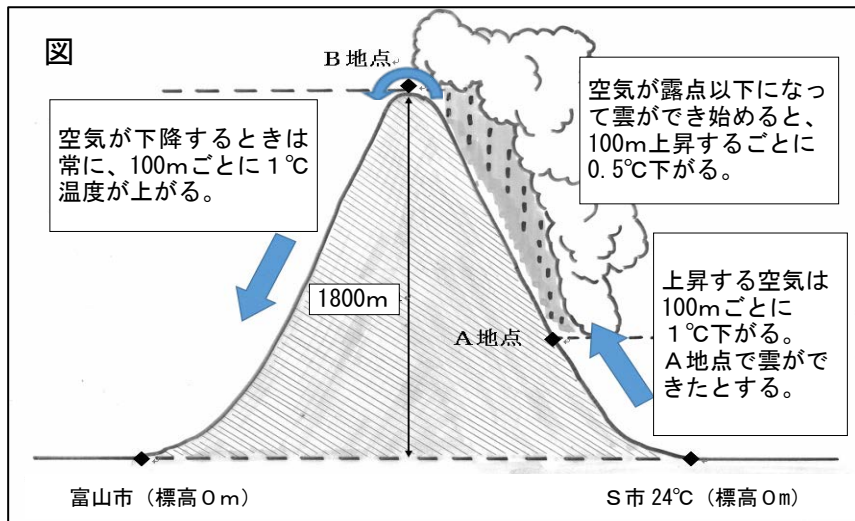 図
B地点
空気が下降するときは
常に、100mごとに1℃
温度が上がる。
空気が露点以下になっ
て雲ができ始めると、
100m上昇するごとに
0.5℃下がる。
1800m
A地点
上昇する空気は
100mごとに
1℃下がる。
A地点で雲がで
きたとする。
富山市（標高0m）
S市 24℃（標高0m）